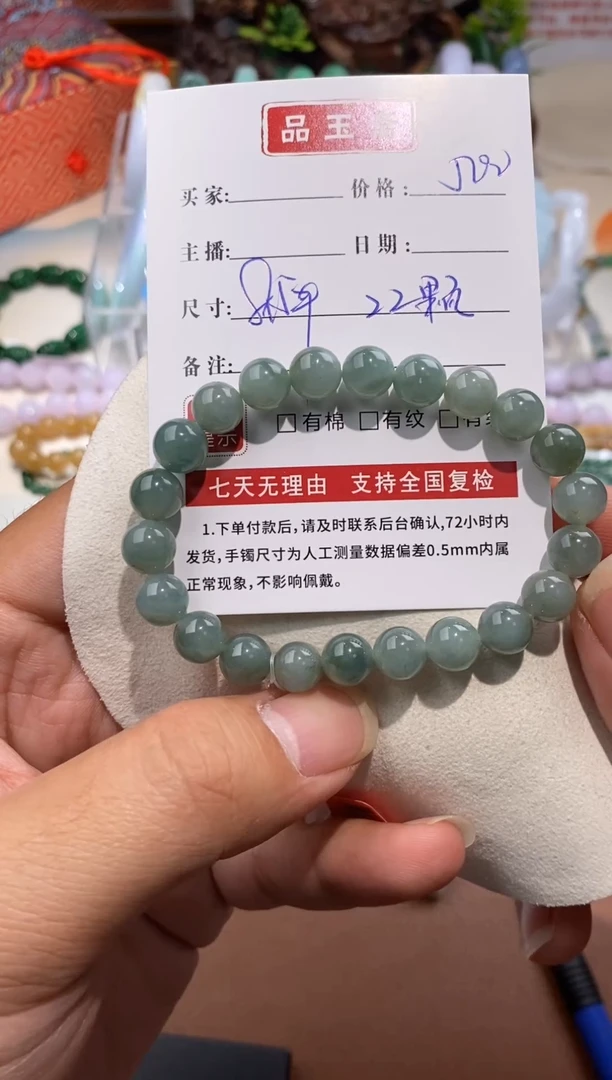 品玉
买家: 价格:
主播: 日期:
尺寸: 22颗
备注:
提示 □有棉 □有纹 □有
七天无理由 支持全国复检
1.下单付款后,请及时联系后台确认,72小时内
发货,手镯尺寸为人工测量数据偏差0.5mm内属
正常现象,不影响佩戴。